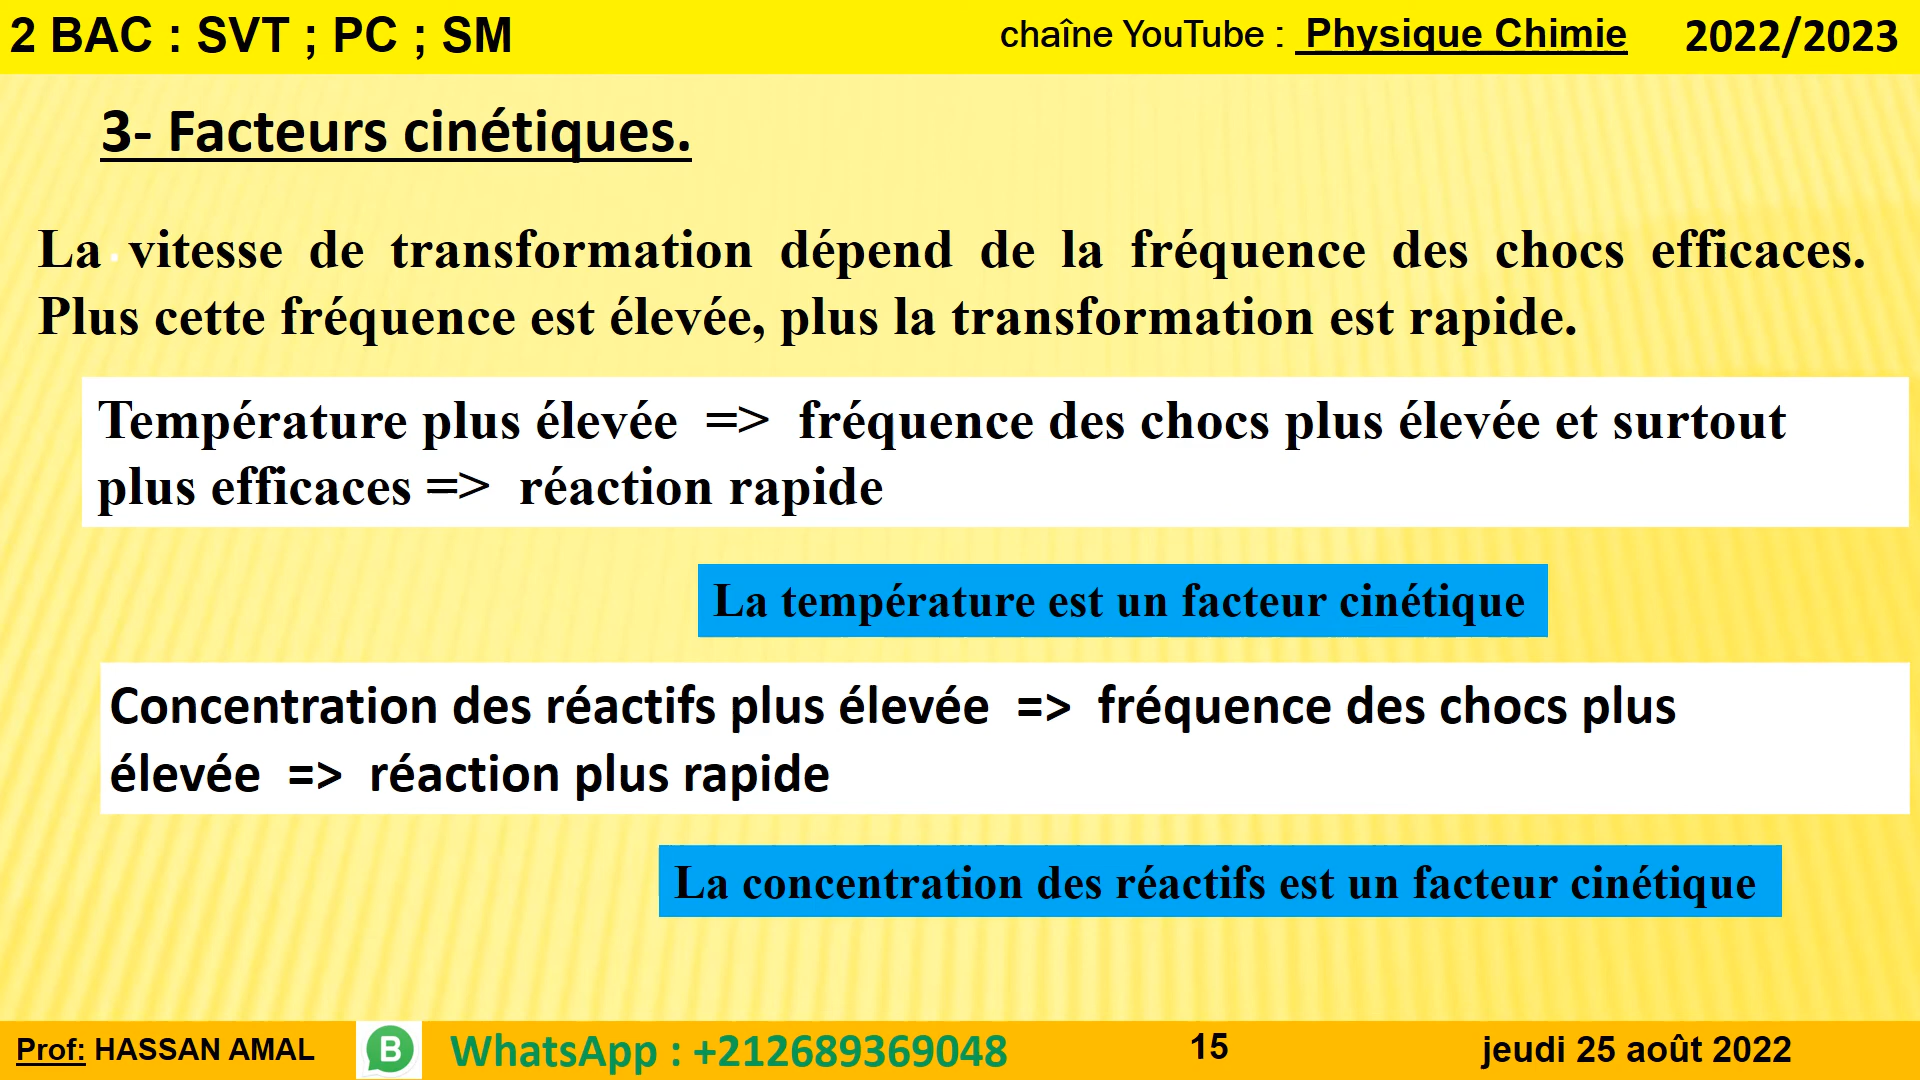 2 BAC : SVT ; PC ; SM
chaîne YouTube : Physique Chimie
2022/2023
3- Facteurs cinétiques.
La vitesse de transformation dépend de la fréquence des chocs efficaces.
Plus cette fréquence est élevée, plus la transformation est rapide.
Température plus élevée => fréquence des chocs plus élevée et surtout
plus efficaces => réaction rapide
La température est un facteur cinétique
Concentration des réactifs plus élevée => fréquence des chocs plus
élevée => réaction plus rapide
La concentration des réactifs est un facteur cinétique
Prof: HASSAN AMAL
B
WhatsApp : +212689369048
15
jeudi 25 août 2022